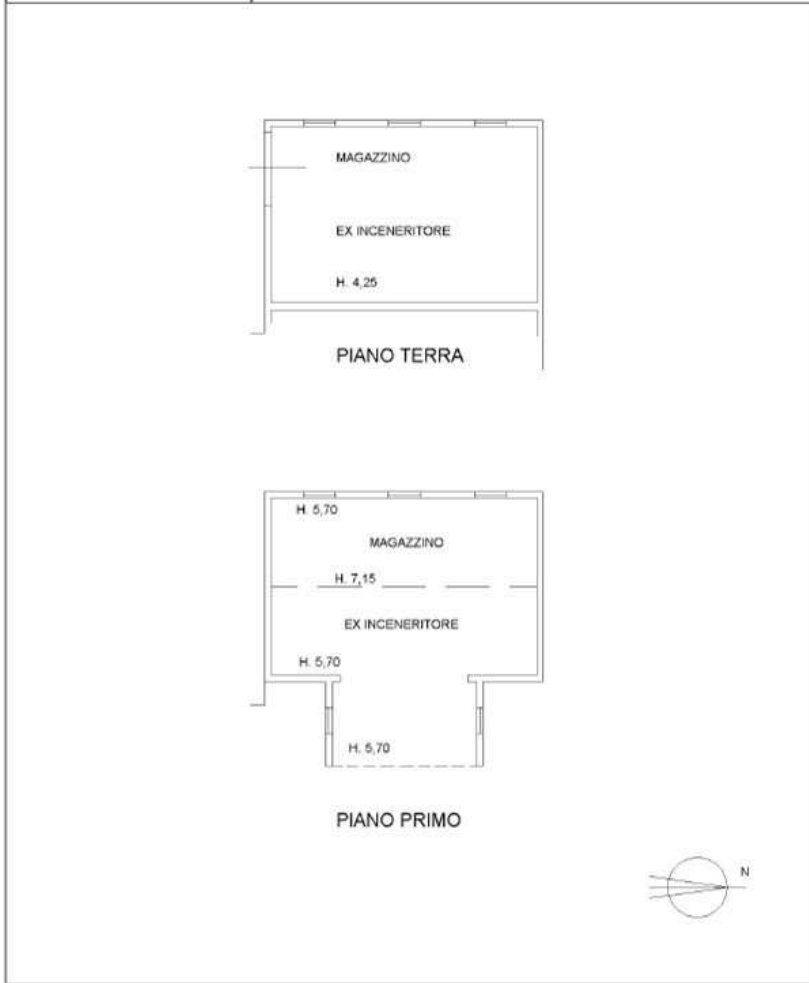 MAGAZZINO
EX INCENERITORE
H. 4,25
PIANO TERRA
H. 5,70
MAGAZZINO
H. 7,15
EX INCENERITORE
H. 5,70
H. 5,70
PIANO PRIMO
N